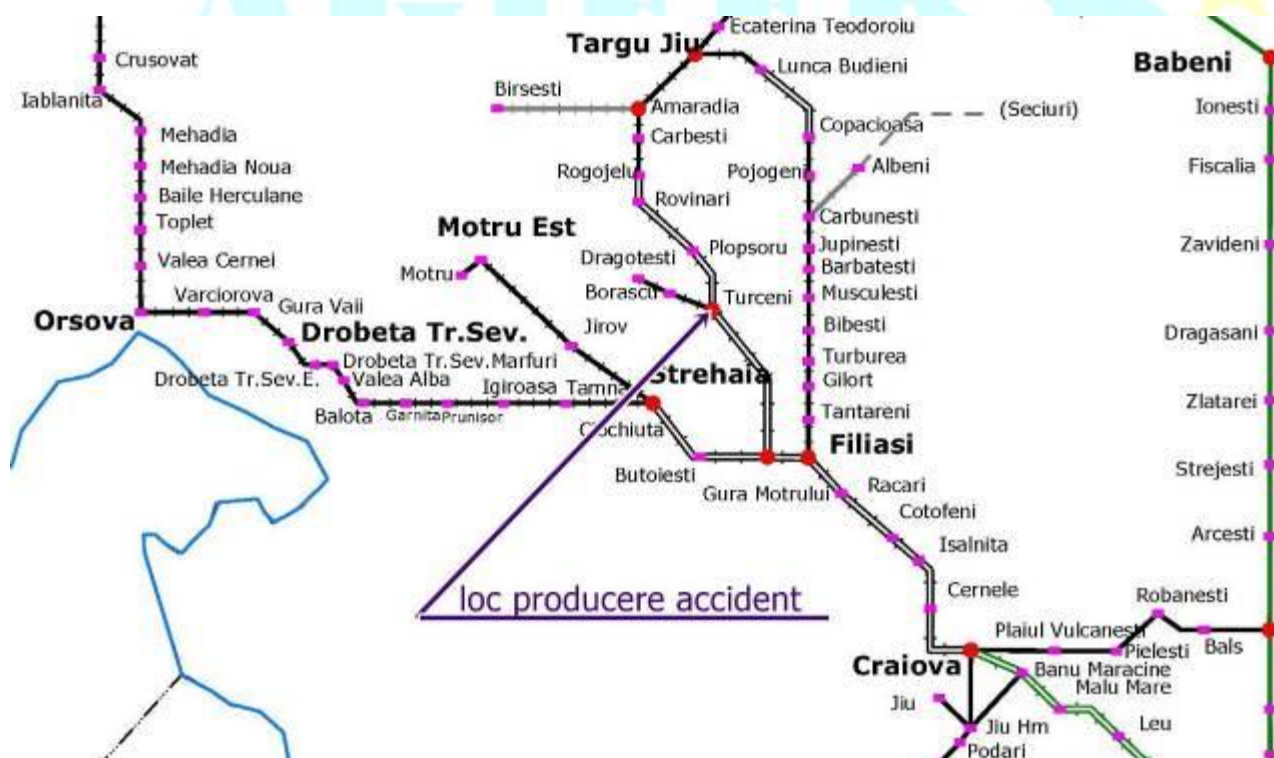 Ecaterina Teodoroiu
Targu Jiu
Crusovat
Babeni
Lunca Budieni
Birsesti
Iablanita
Amaradia
(Seciuri)
Ionesti
Copacioasa
Mehadia
Carbesti
Mehadia Noua
Rogojelu
Pojogeni
Albeni
Fiscalia
Baile Herculane
Rovinari
Toplet
Carbunesti
Motru Est
Plopsoru
Jupinesti
Zavideni
Dragotesti
Valea Cernei
Motru
Barbatesti
Borascu
Varciorova
Turceni
Musculesti
Gura Vaii
Orsova
Jirov
Bibesti
Dragasani
Drobeta Tr.Sev.
Drobeta Tr.Sev.Marfuri
Turburea
Drobeta Tr.Sev.E.
Valea Alba
Igiroasa
Tamna
Strehaia
Gilort
Zlatarei
Balota
Garnita
Prunisor
Tantareni
Ciochiuta
Filiasi
Butoiesti
Strejesti
Gura Motrului
Racari
Cotofeni
Arcesti
Isalnita
loc producere accident
Cernele
Robanesti
Plaiul Vulcanesti
Pielesti
Bals
Craiova
Banu Maracine
Malu Mare
Jiu
Jiu Hm
Leu
Podari